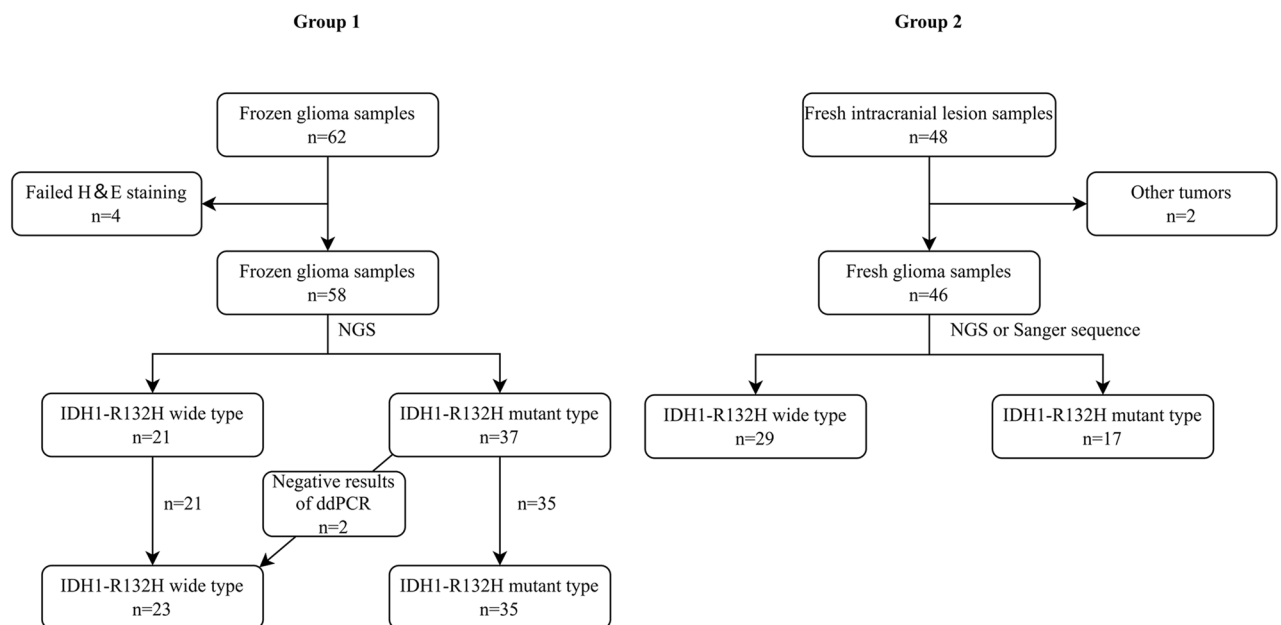 Group 1
Frozen glioma samples
n=62
Failed H&E staining
n=4
Frozen glioma samples
n=58
NGS
IDH1-R132H wide type
n=21
IDH1-R132H mutant type
n=37
n=21
Negative results
of ddPCR
n=2
n=35
IDH1-R132H wide type
n=23
IDH1-R132H mutant type
n=35
Group 2
Fresh intracranial lesion samples
n=48
Other tumors
n=2
Fresh glioma samples
n=46
NGS or Sanger sequence
IDH1-R132H wide type
n=29
IDH1-R132H mutant type
n=17